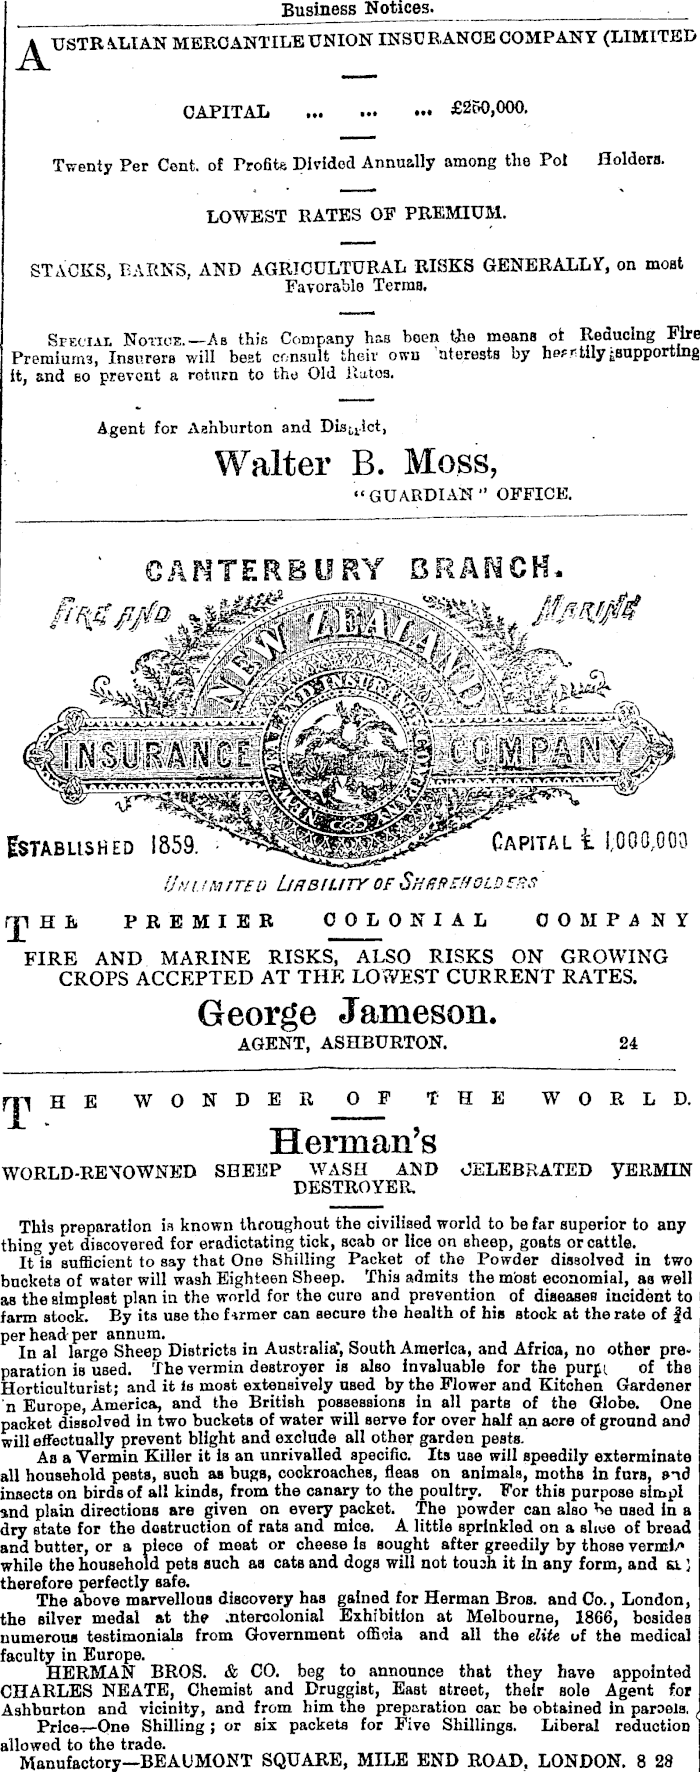 Business Notices.
AUSTRALIAN MERCANTILE UNION INSURANCE COMPANY (LIMITED
CAPITAL ... ... ... £250,000.
Twenty Per Cent. of Profits Divided Annually among the Pol Holders.
LOWEST RATES OF PREMIUM.
STACKS, BARNS, AND AGRICULTURAL RISKS GENERALLY, on most
Favorable Terms.
SPECIAL NOTICE.—As this Company has been the means of Reducing Fire
Premiums, Insurers will best consult their own nterests by heartily supporting
it, and so prevent a return to the Old Rates.
Agent for Ashburton and District,
Walter B. Moss,
"GUARDIAN" OFFICE.
CANTERBURY BRANCH.
FIRE AND MARINE
NEW ZEALAND
INSURANCE COMPANY
NEW ZEALAND INSURANCE COMPANY
ESTABLISHED 1859. CAPITAL £ 1,000,000
UNLIMITED LIABILITY OF SHAREHOLDERS
THE PREMIER COLONIAL COMPANY
FIRE AND MARINE RISKS, ALSO RISKS ON GROWING
CROPS ACCEPTED AT THE LOWEST CURRENT RATES.
George Jameson.
AGENT, ASHBURTON. 24
THE WONDER OF THE WORLD.
Herman's
WORLD-RENOWNED SHEEP WASH AND CELEBRATED VERMIN
DESTROYER.
This preparation is known throughout the civilised world to be far superior to any
thing yet discovered for eradictating tick, scab or lice on sheep, goats or cattle.
It is sufficient to say that One Shilling Packet of the Powder dissolved in two
buckets of water will wash Eighteen Sheep. This admits the most economial, as well
as the simplest plan in the world for the cure and prevention of diseases incident to
farm stock. By its use the farmer can secure the health of his stock at the rate of ¾d
per head per annum.
In al large Sheep Districts in Australia, South America, and Africa, no other pre-
paration is used. The vermin destroyer is also invaluable for the purp of the
Horticulturist; and it is most extensively used by the Flower and Kitchen Gardener
n Europe, America, and the British possessions in all parts of the Globe. One
packet dissolved in two buckets of water will serve for over half an acre of ground and
will effectually prevent blight and exclude all other garden pests.
As a Vermin Killer it is an unrivalled specific. Its use will speedily exterminate
all household pests, such as bugs, cockroaches, fleas on animals, moths in furs, and
insects on birds of all kinds, from the canary to the poultry. For this purpose simpl
and plain directions are given on every packet. The powder can also be used in a
dry state for the destruction of rats and mice. A little sprinkled on a slice of bread
and butter, or a piece of meat or cheese is sought after greedily by those vermin
while the household pets such as cats and dogs will not touch it in any form, and
therefore perfectly safe.
The above marvellous discovery has gained for Herman Bros. and Co., London,
the silver medal at the ntercolonial Exhibition at Melbourne, 1866, besides
numerous testimonials from Government officia and all the elite of the medical
faculty in Europe.
HERMAN BROS. & CO. beg to announce that they have appointed
CHARLES NEATE, Chemist and Druggist, East street, their sole Agent for
Ashburton and vicinity, and from him the preparation can be obtained in parcels.
Price—One Shilling; or six packets for Five Shillings. Liberal reduction
allowed to the trade.
Manufactory—BEAUMONT SQUARE, MILE END ROAD, LONDON. 8 28